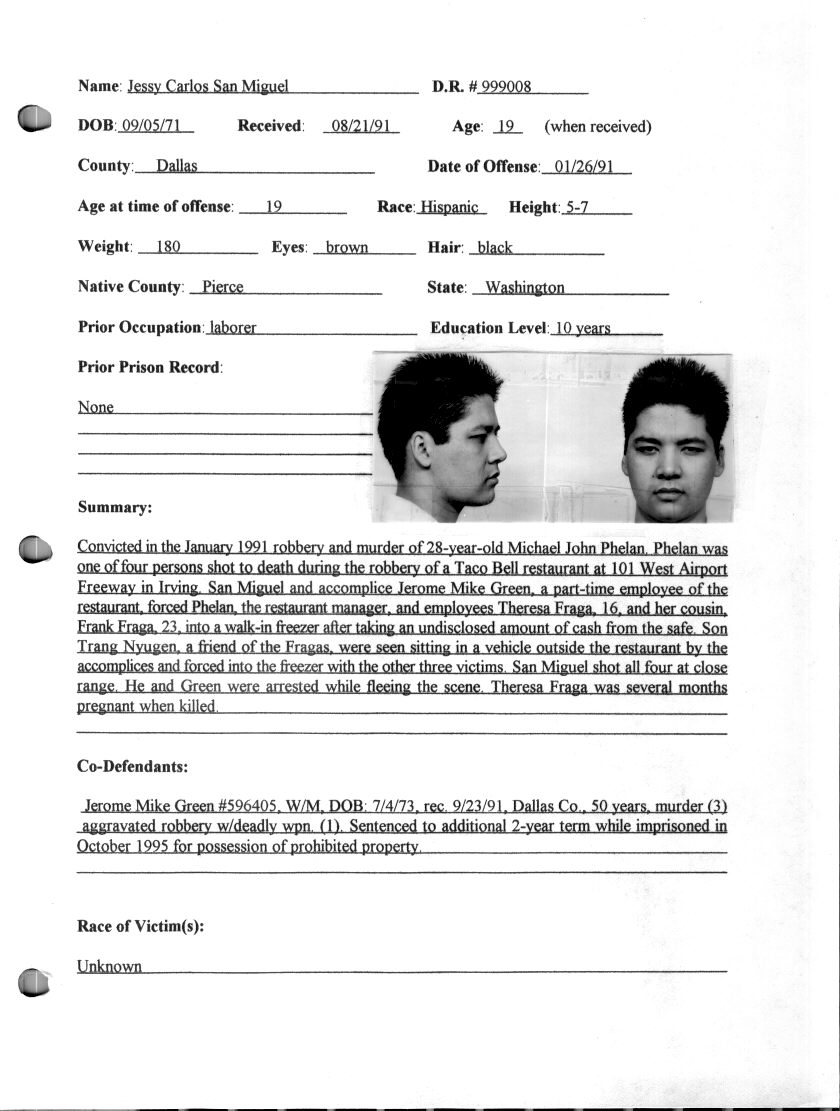 Name: Jessy Carlos San Miguel D.R. # 999008
DOB: 09/05/71 Received: 08/21/91 Age: 19 (when received)
County: Dallas Date of Offense: 01/26/91
Age at time of offense: 19 Race: Hispanic Height: 5-7
Weight: 180 Eyes: brown Hair: black
Native County: Pierce State: Washington
Prior Occupation: laborer Education Level: 10 years
Prior Prison Record:
None
Summary:
Convicted in the January 1991 robbery and murder of 28-year-old Michael John Phelan. Phelan was
one of four persons shot to death during the robbery of a Taco Bell restaurant at 101 West Airport
Freeway in Irving. San Miguel and accomplice Jerome Mike Green, a part-time employee of the
restaurant, forced Phelan, the restaurant manager, and employees Theresa Fraga, 16, and her cousin,
Frank Fraga, 23, into a walk-in freezer after taking an undisclosed amount of cash from the safe. Son
Trang Nyugen, a friend of the Fragas, were seen sitting in a vehicle outside the restaurant by the
accomplices and forced into the freezer with the other three victims. San Miguel shot all four at close
range. He and Green were arrested while fleeing the scene. Theresa Fraga was several months
pregnant when killed.
Co-Defendants:
Jerome Mike Green #596405, W/M, DOB: 7/4/73, rec. 9/23/91, Dallas Co., 50 years, murder (3)
aggravated robbery w/deadly wpn. (1). Sentenced to additional 2-year term while imprisoned in
October 1995 for possession of prohibited property.
Race of Victim(s):
Unknown